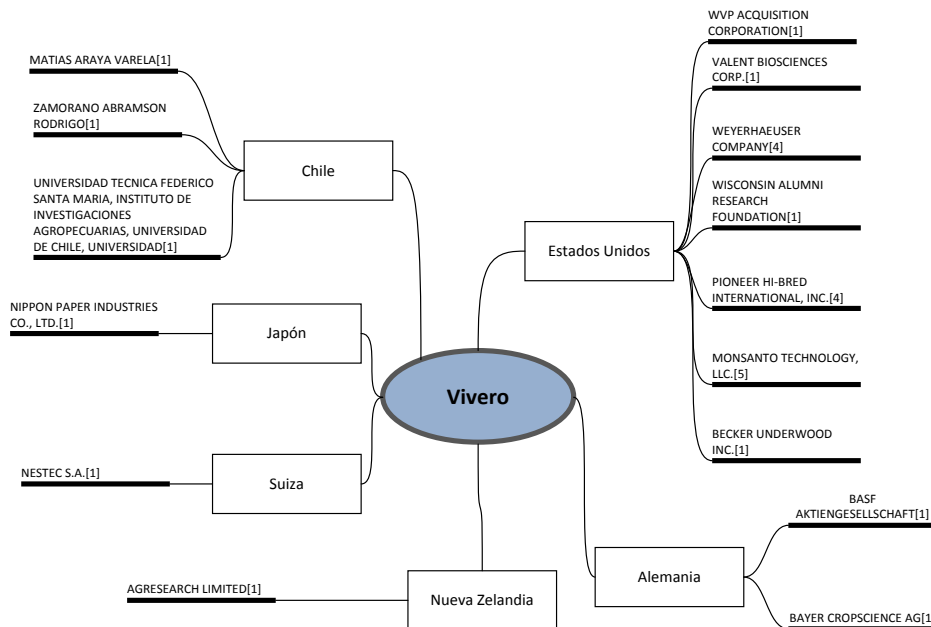 WVP ACQUISITION
CORPORATION[1]
MATIAS ARAYA VARELA[1]
VALENT BIOSCIENCES
CORP.[1]
ZAMORANO ABRAMSON
RODRIGO[1]
WEYERHAEUSER
COMPANY[4]
Chile
UNIVERSIDAD TECNICA FEDERICO
SANTA MARIA, INSTITUTO DE
INVESTIGACIONES
AGROPECUARIAS, UNIVERSIDAD
DE CHILE, UNIVERSIDAD[1]
WISCONSIN ALUMNI
RESEARCH
FOUNDATION[1]
Estados Unidos
PIONEER HI-BRED
INTERNATIONAL, INC.[4]
NIPPON PAPER INDUSTRIES
CO., LTD.[1]
Japón
MONSANTO TECHNOLOGY,
LLC.[5]
Vivero
BECKER UNDERWOOD
INC.[1]
NESTEC S.A.[1]
Suiza
BASF
AKTIENGESELLSCHAFT[1]
Alemania
AGRESEARCH LIMITED[1]
Nueva Zelandia
BAYER CROPSCIENCE AG[1